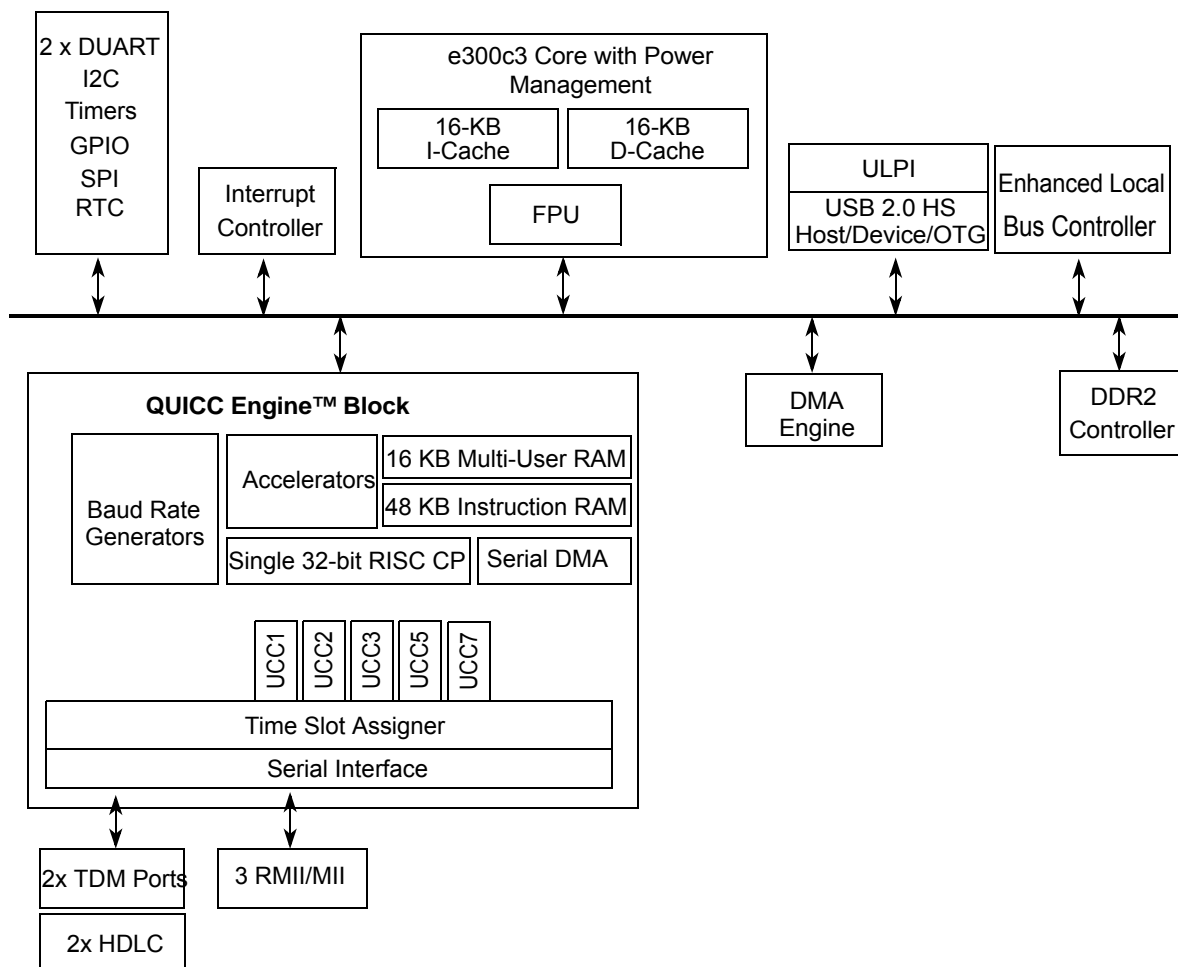 2 x DUART
I2C
Timers
GPIO
SPI
RTC
Interrupt
Controller
e300c3 Core with Power
Management
16-KB
I-Cache
16-KB
D-Cache
FPU
ULPI
USB 2.0 HS
Host/Device/OTG
Enhanced Local
Bus Controller
QUICC Engine™ Block
Baud Rate
Generators
Accelerators
16 KB Multi-User RAM
48 KB Instruction RAM
Single 32-bit RISC CP
Serial DMA
UCC1
UCC2
UCC3
UCC5
UCC7
Time Slot Assigner
Serial Interface
DMA
Engine
DDR2
Controller
2x TDM Ports
3 RMII/MII
2x HDLC